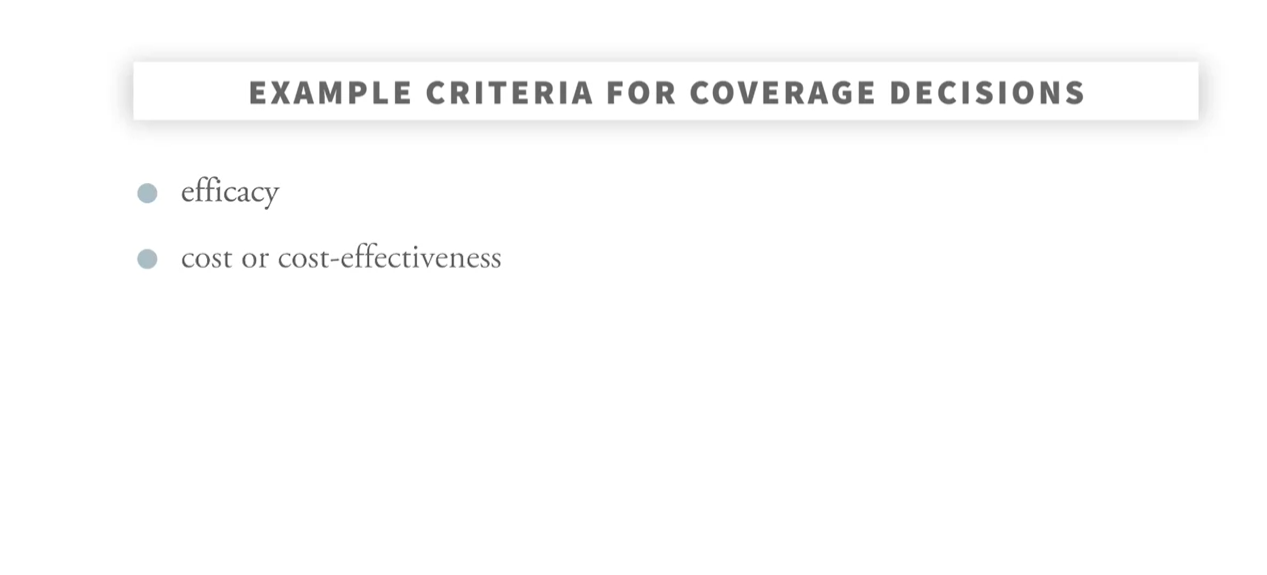 EXAMPLE CRITERIA FOR COVERAGE DECISIONS
efficacy
cost or cost-effectiveness